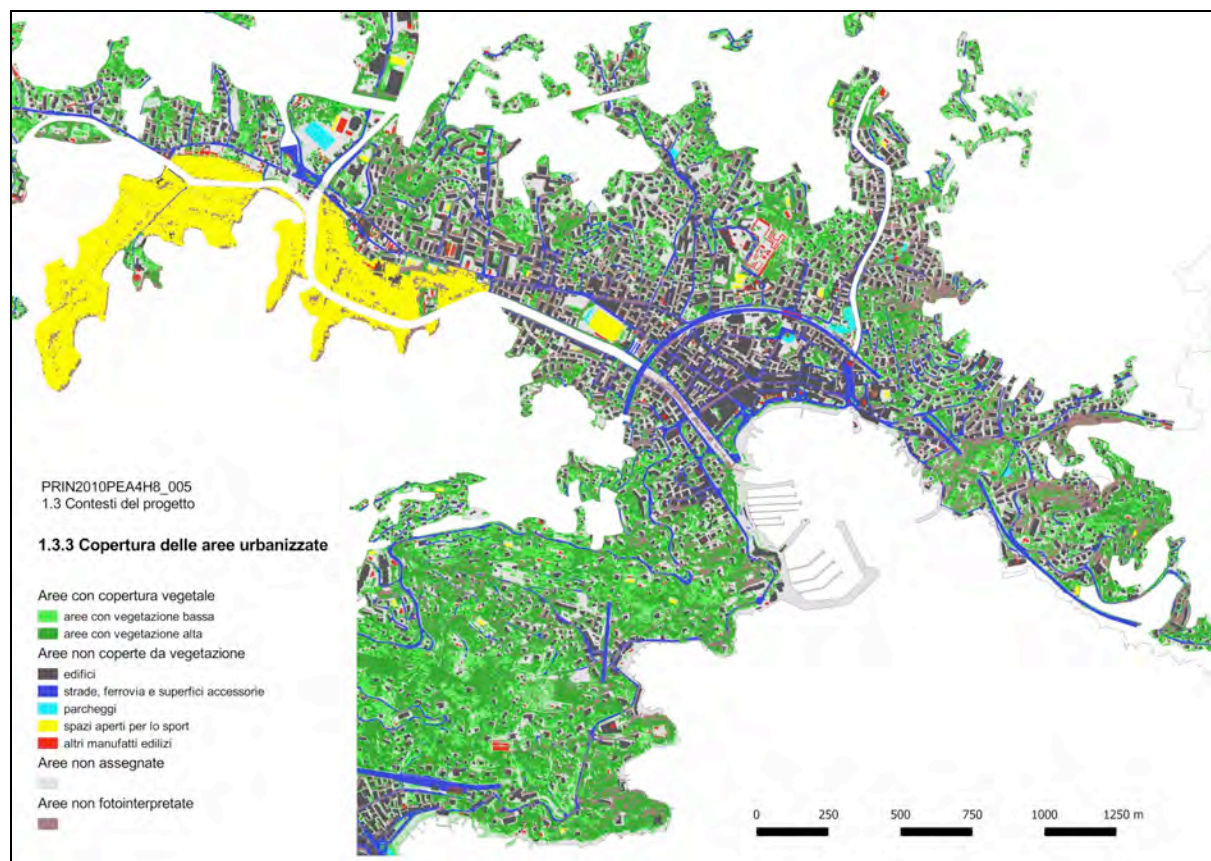 PRIN2010PEA4H8_005
1.3 Contesti del progetto
1.3.3 Copertura delle aree urbanizzate
Aree con copertura vegetale
aree con vegetazione bassa
aree con vegetazione alta
Aree non coperte da vegetazione
edifici
strade, ferrovia e superfici accessorie
parcheggi
spazi aperti per lo sport
altri manufatti edilizi
Aree non assegnate
Aree non fotointerpretate
0 250 500 750 1000 1250 m